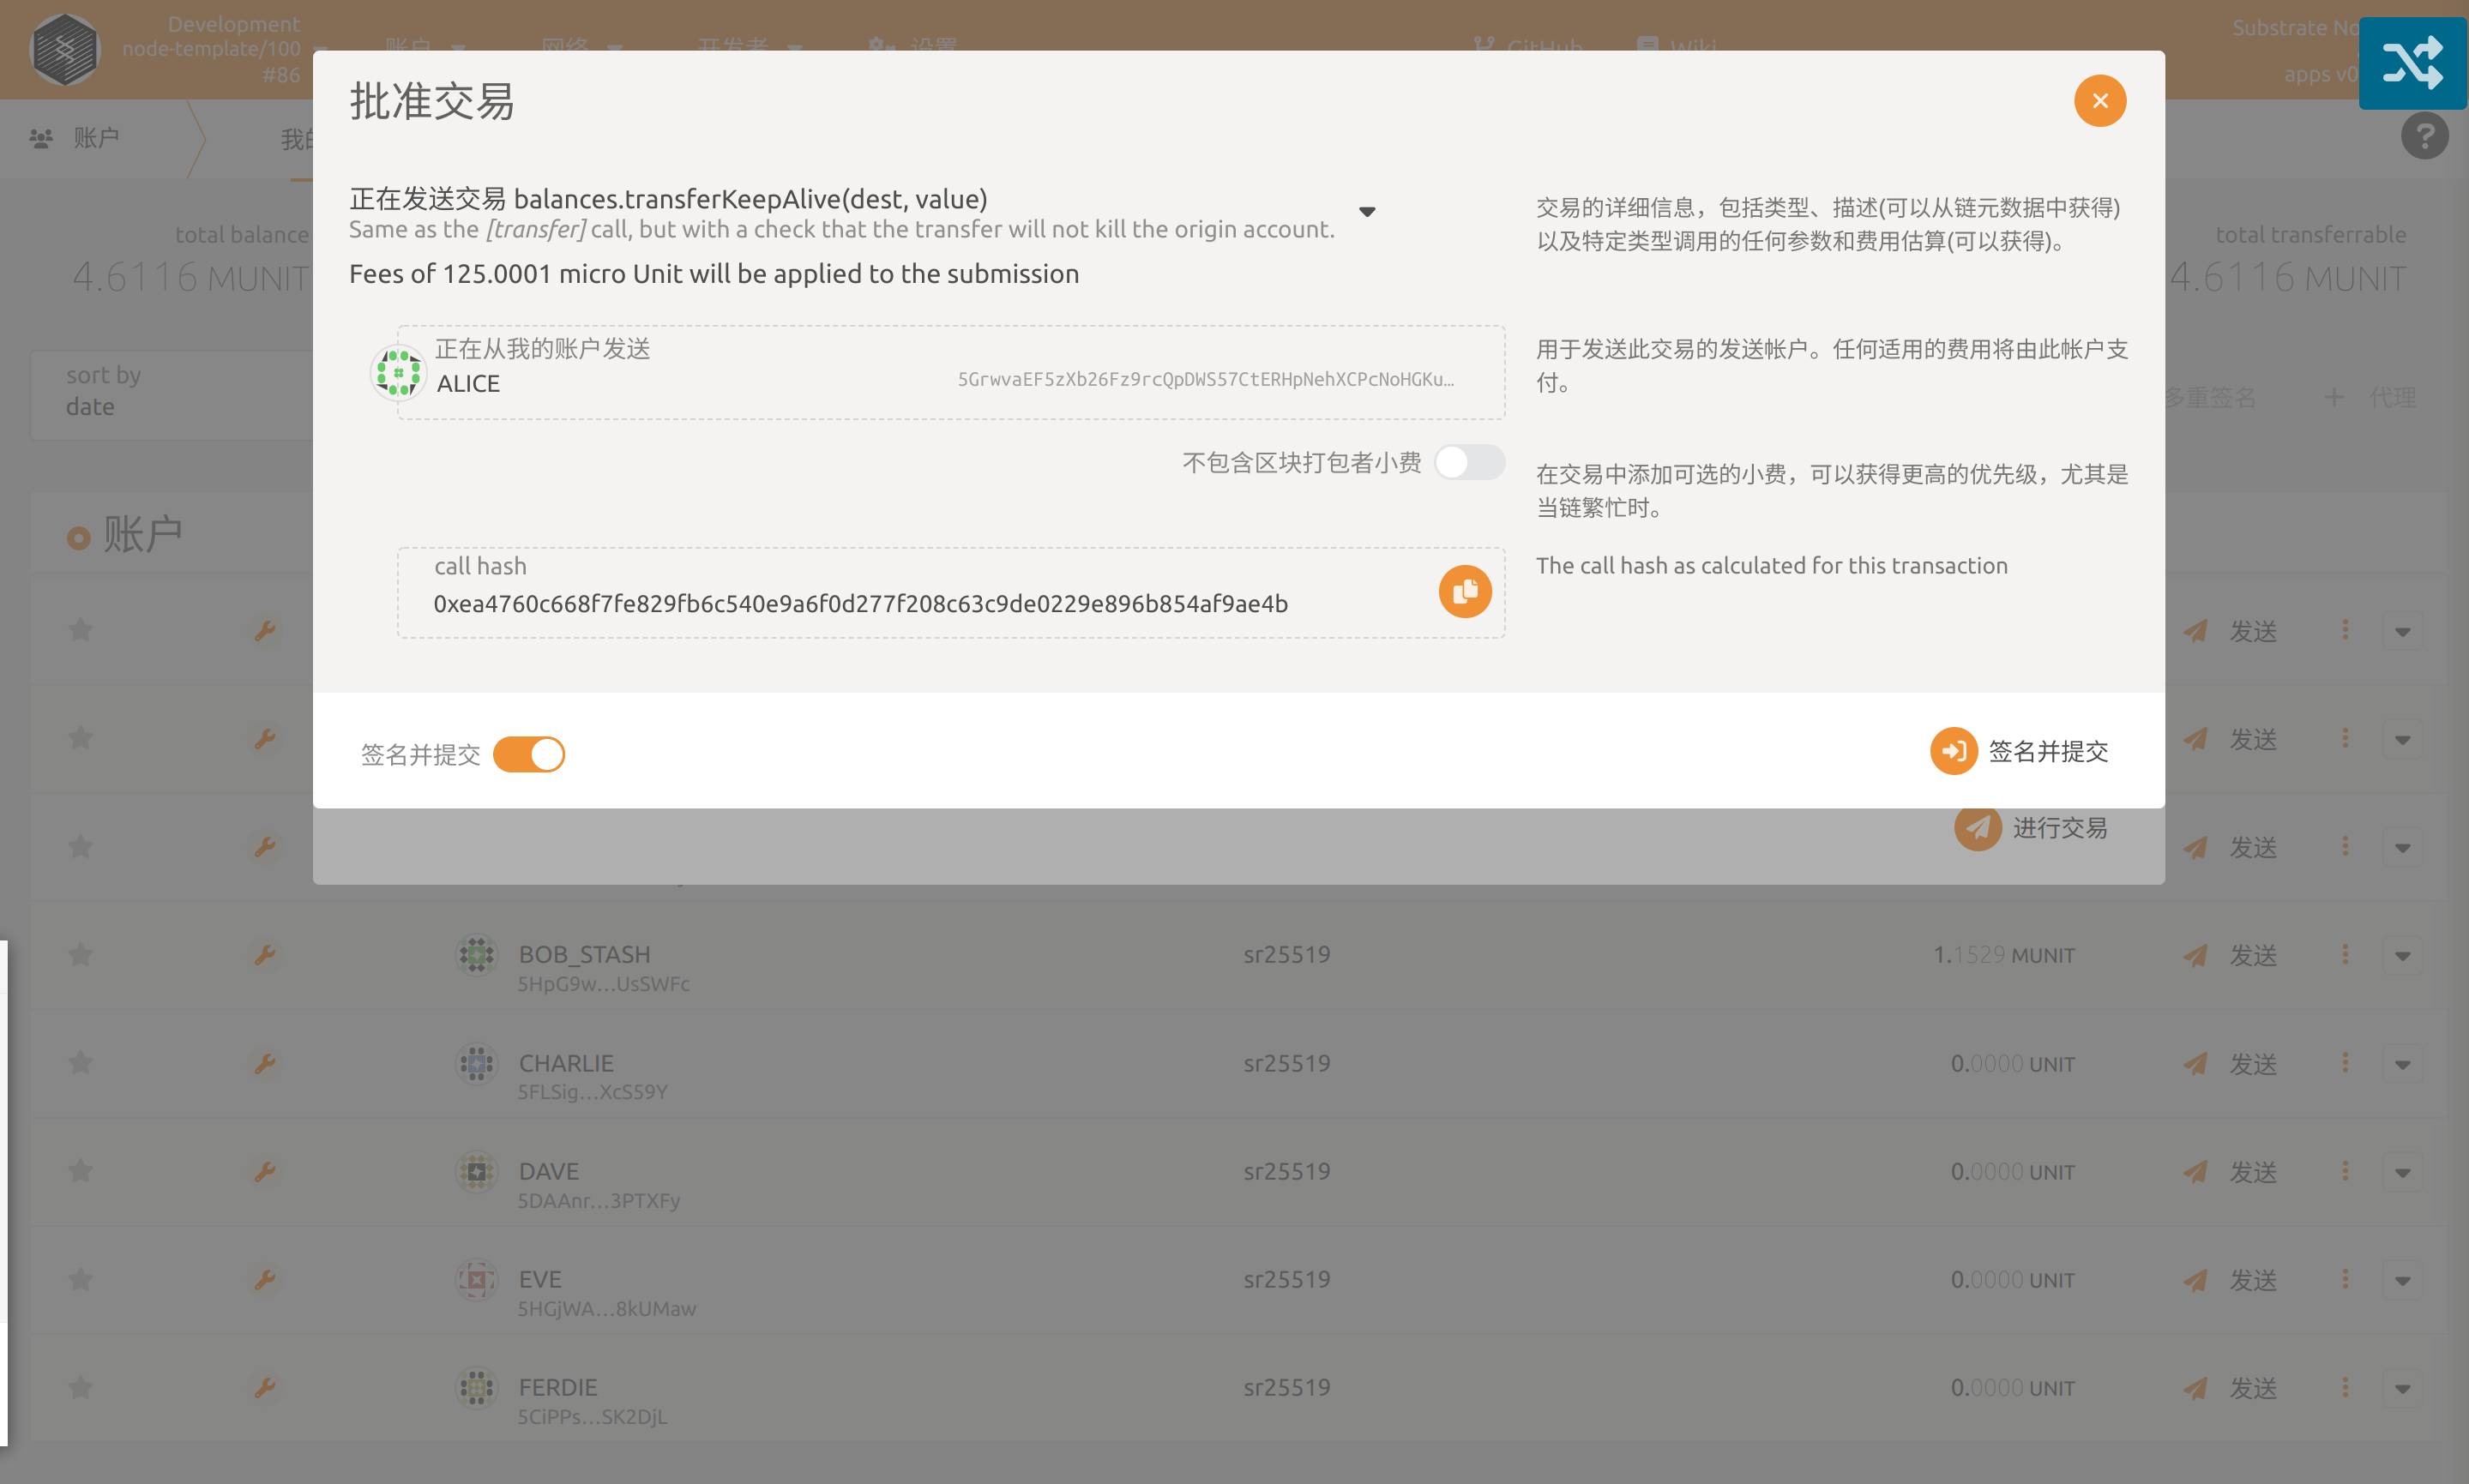 Development
node-template/100
#86
账户
网络
开发者
设置
GitHub
Wiki
Substrate No
apps v0
账户
我的
total balance
4.6116 MUNIT
total transferrable
4.6116 MUNIT
sort by
date
多重签名
代理
批准交易
正在发送交易 balances.transferKeepAlive(dest, value)
Same as the [transfer] call, but with a check that the transfer will not kill the origin account.
Fees of 125.0001 micro Unit will be applied to the submission
交易的详细信息，包括类型、描述(可以从链元数据中获得)
以及特定类型调用的任何参数和费用估算(可以获得)。
正在从我的账户发送
ALICE
5GrwvaEF5zXb26Fz9rcQpDWS57CtERHpNehXCPcNoHGKu…
用于发送此交易的发送帐户。任何适用的费用将由此帐户支
付。
不包含区块打包者小费
在交易中添加可选的小费，可以获得更高的优先级，尤其是
当链繁忙时。
call hash
0xea4760c668f7fe829fb6c540e9a6f0d277f208c63c9de0229e896b854af9ae4b
The call hash as calculated for this transaction
签名并提交
签名并提交
进行交易
账户
发送
发送
发送
BOB_STASH
5HpG9w…UsSWFc
sr25519
1.1529 MUNIT
发送
CHARLIE
5FLSig…XcS59Y
sr25519
0.0000 UNIT
发送
DAVE
5DAAnr…3PTXFy
sr25519
0.0000 UNIT
发送
EVE
5HGjWA…8kUMaw
sr25519
0.0000 UNIT
发送
FERDIE
5CiPPs…SK2DjL
sr25519
0.0000 UNIT
发送